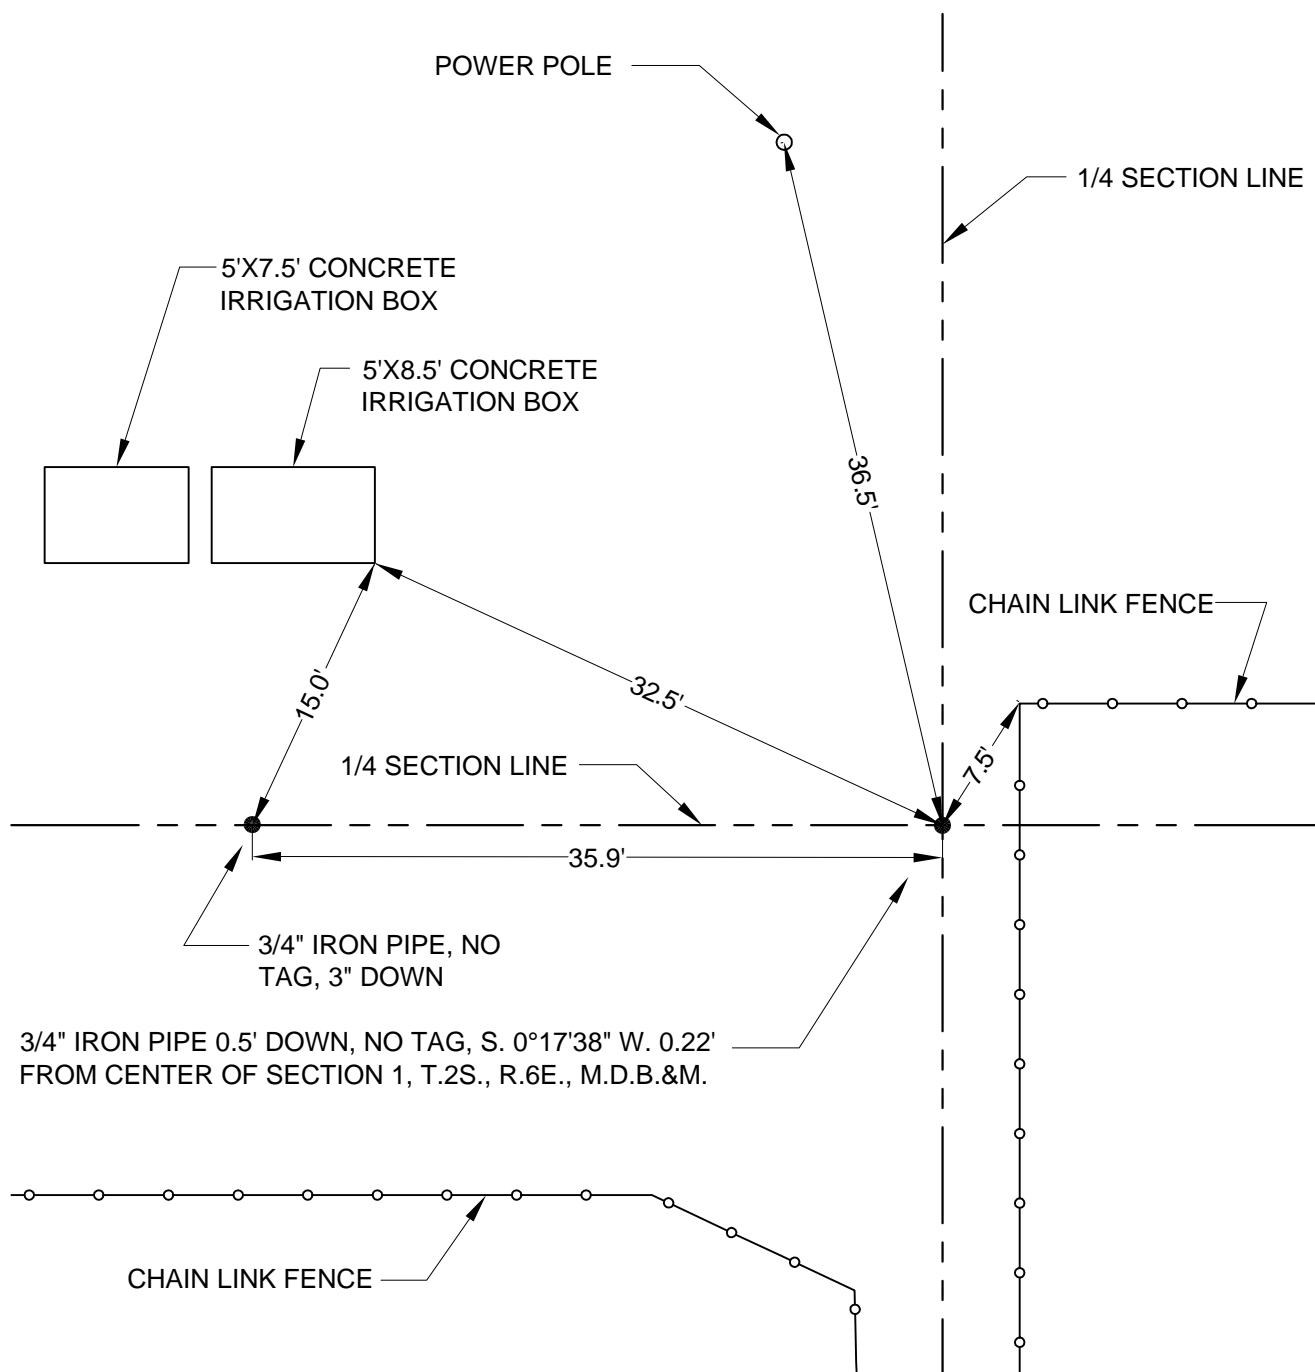 POWER POLE
1/4 SECTION LINE
5'X7.5' CONCRETE
IRRIGATION BOX
5'X8.5' CONCRETE
IRRIGATION BOX
36.5'
CHAIN LINK FENCE
15.0'
32.5'
7.5'
1/4 SECTION LINE
35.9'
3/4" IRON PIPE, NO
TAG, 3" DOWN
3/4" IRON PIPE 0.5' DOWN, NO TAG, S. 0°17'38" W. 0.22'
FROM CENTER OF SECTION 1, T.2S., R.6E., M.D.B.&M.
CHAIN LINK FENCE